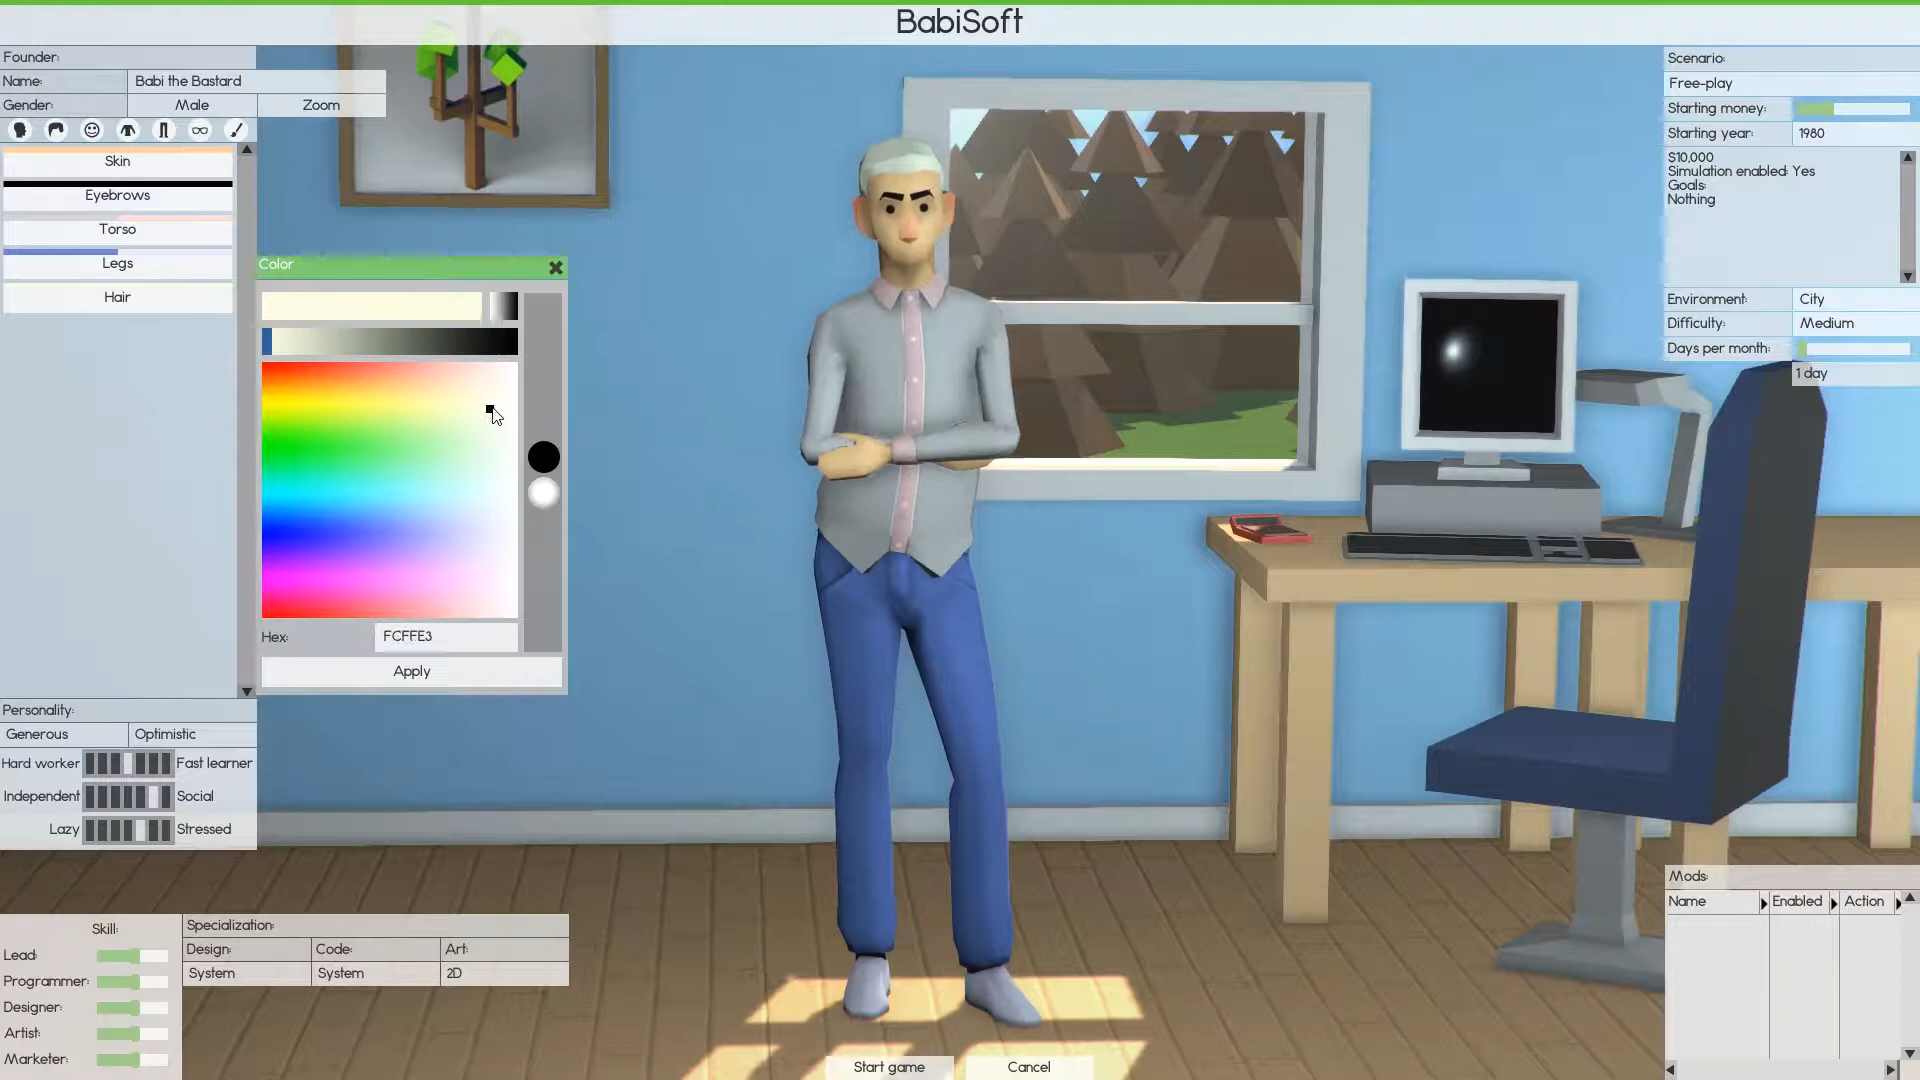 BabiSoft
Founder:
Name: Babi the Bastard
Gender: Male Zoom
Skin
Eyebrows
Torso
Legs
Hair
Color
Hex: FCFFE3
Apply
Personality:
Generous Optimistic
Hard worker Fast learner
Independent Social
Lazy Stressed
Skill:
Lead:
Programmer:
Designer:
Artist:
Marketer:
Specialization:
Design: Code: Art:
System System 2D
Start game Cancel
Scenario:
Free-play
Starting money:
Starting year: 1980
$10,000
Simulation enabled: Yes
Goals:
Nothing
Environment: City
Difficulty: Medium
Days per month:
1 day
Mods:
Name Enabled Action